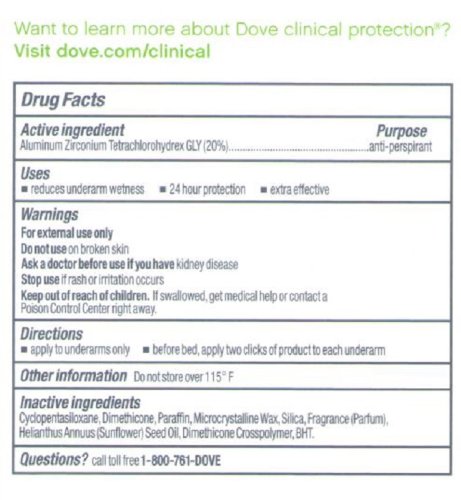 Want to learn more about Dove clinical protection®?
Visit dove.com/clinical
Drug Facts
Active ingredient Purpose
Aluminum Zirconium Tetrachlorohydrex GLY (20%)......................................................anti-perspirant
Uses
■ reduces underarm wetness ■ 24 hour protection ■ extra effective
Warnings
For external use only
Do not use on broken skin
Ask a doctor before use if you have kidney disease
Stop use if rash or irritation occurs
Keep out of reach of children. If swallowed, get medical help or contact a
Poison Control Center right away.
Directions
■ apply to underarms only ■ before bed, apply two clicks of product to each underarm
Other information Do not store over 115° F
Inactive ingredients
Cyclopentasiloxane, Dimethicone, Paraffin, Microcrystalline Wax, Silica, Fragrance (Parfum),
Helianthus Annuus (Sunflower) Seed Oil, Dimethicone Crosspolymer, BHT.
Questions? call toll free 1-800-761-DOVE